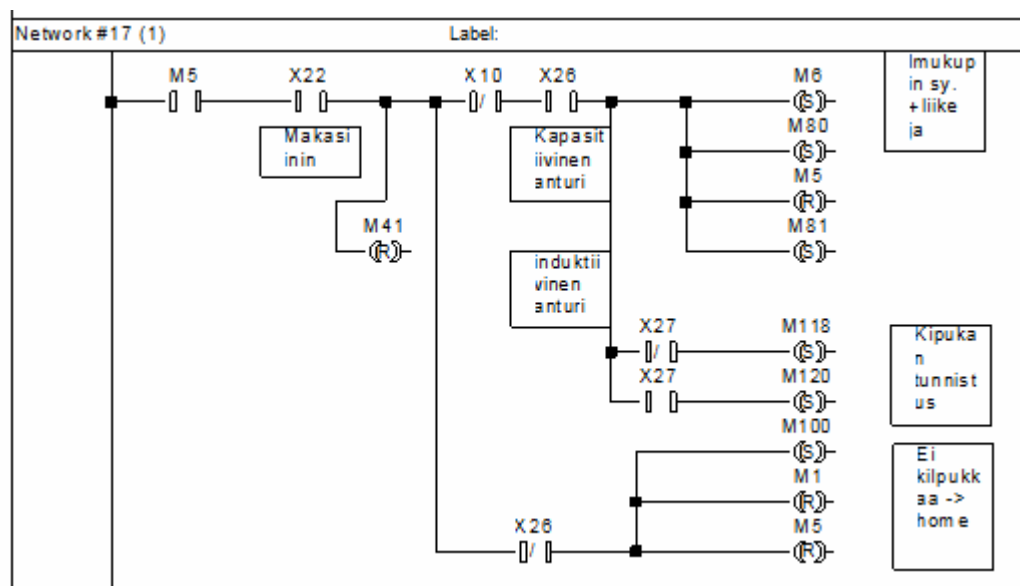 Network #17 (1) Label:
M5 X22 X10 X26 M6
Imukup
in sy.
+liike
ja
Makasi
inin
Kapasit
iivinen
anturi
M80
M5
M41 M81
induktii
vinen
anturi
X27 M118
Kipuka
n
tunnist
us
X27 M120
M100
Ei
kilpukk
aa ->
home
M1
X26 M5
(S)
(S)
(R)
(R) (S)
(S)
(S)
(S)
(R)
(R)